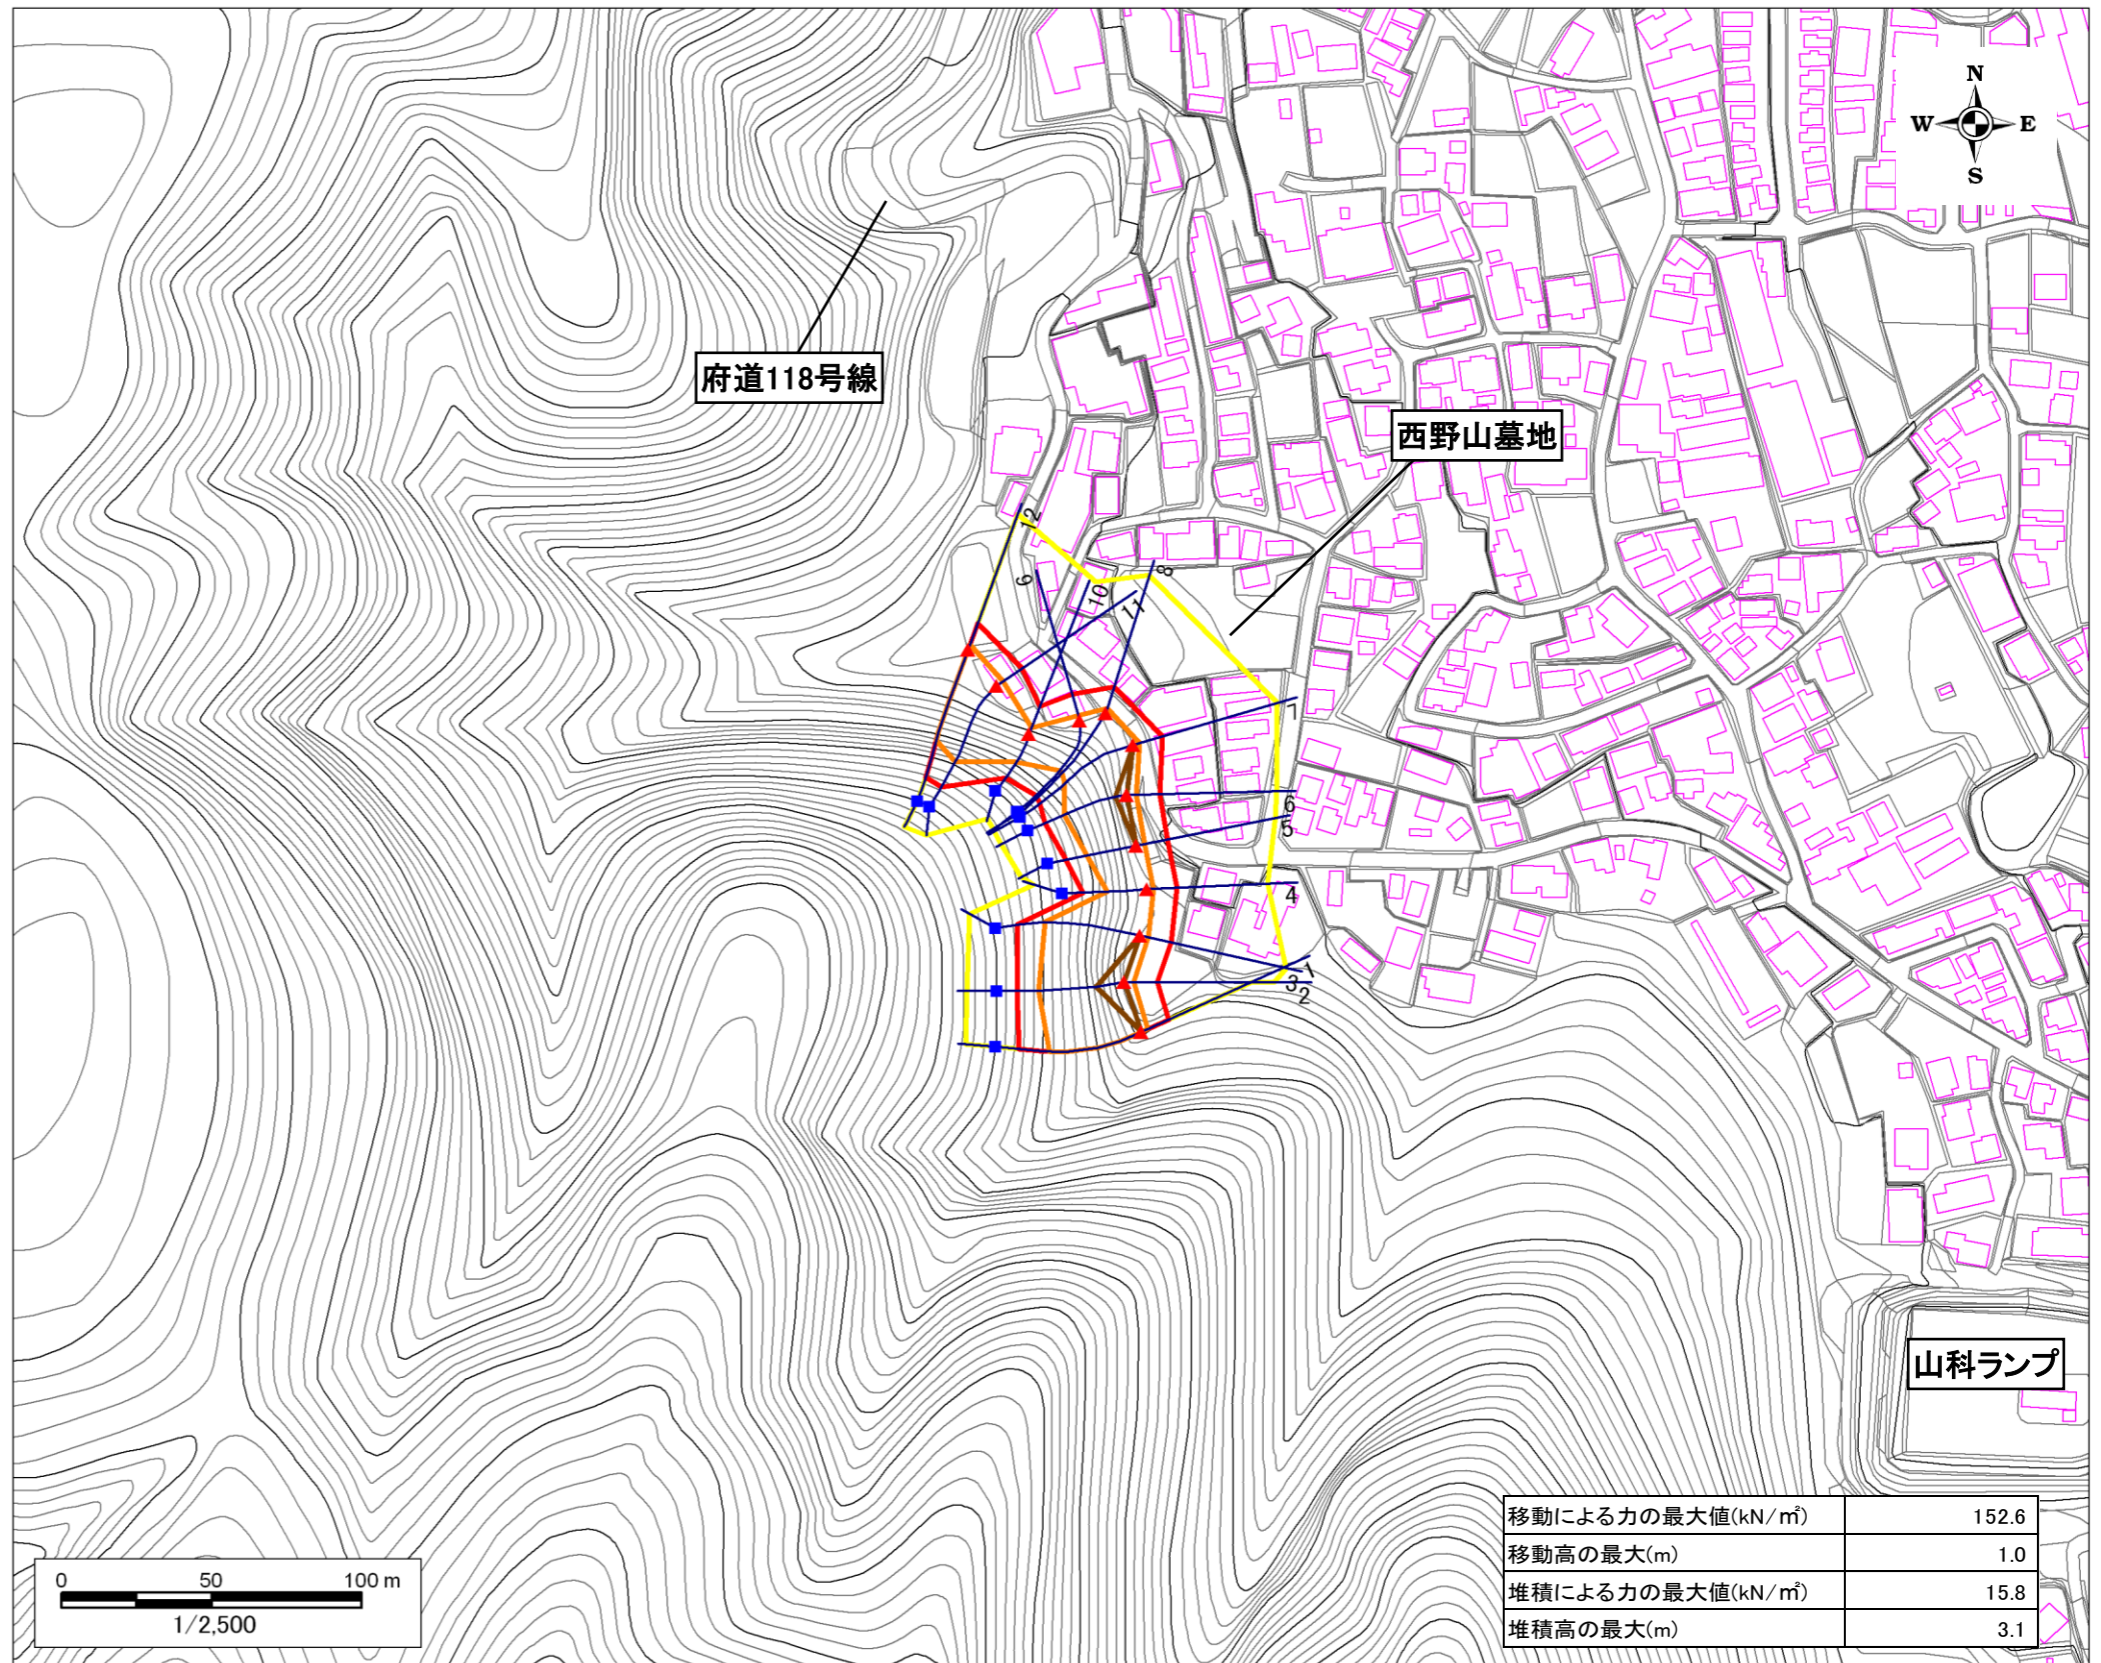 N
W E
S
府道118号線
西野山墓地
12
9
10
11
8
7
6
5
4
1
3
2
山科ランプ
移動による力の最大値(kN/㎡) 152.6
移動高の最大(m) 1.0
堆積による力の最大値(kN/㎡) 15.8
堆積高の最大(m) 3.1
0 50 100 m
1/2,500